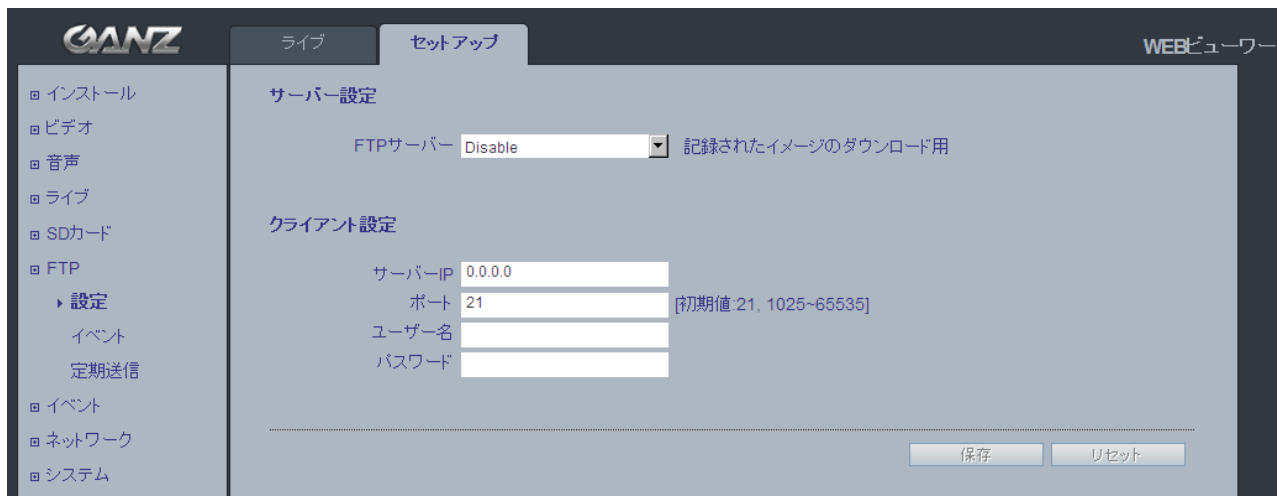 GANZ
ライブ
セットアップ
WEBビューワー
インストール
ビデオ
音声
ライブ
SDカード
FTP
設定
イベント
定期送信
イベント
ネットワーク
システム
サーバー設定
FTPサーバー Disable 記録されたイメージのダウンロード用
クライアント設定
サーバーIP 0.0.0.0
ポート 21 [初期値:21, 1025~65535]
ユーザー名
パスワード
保存 リセット